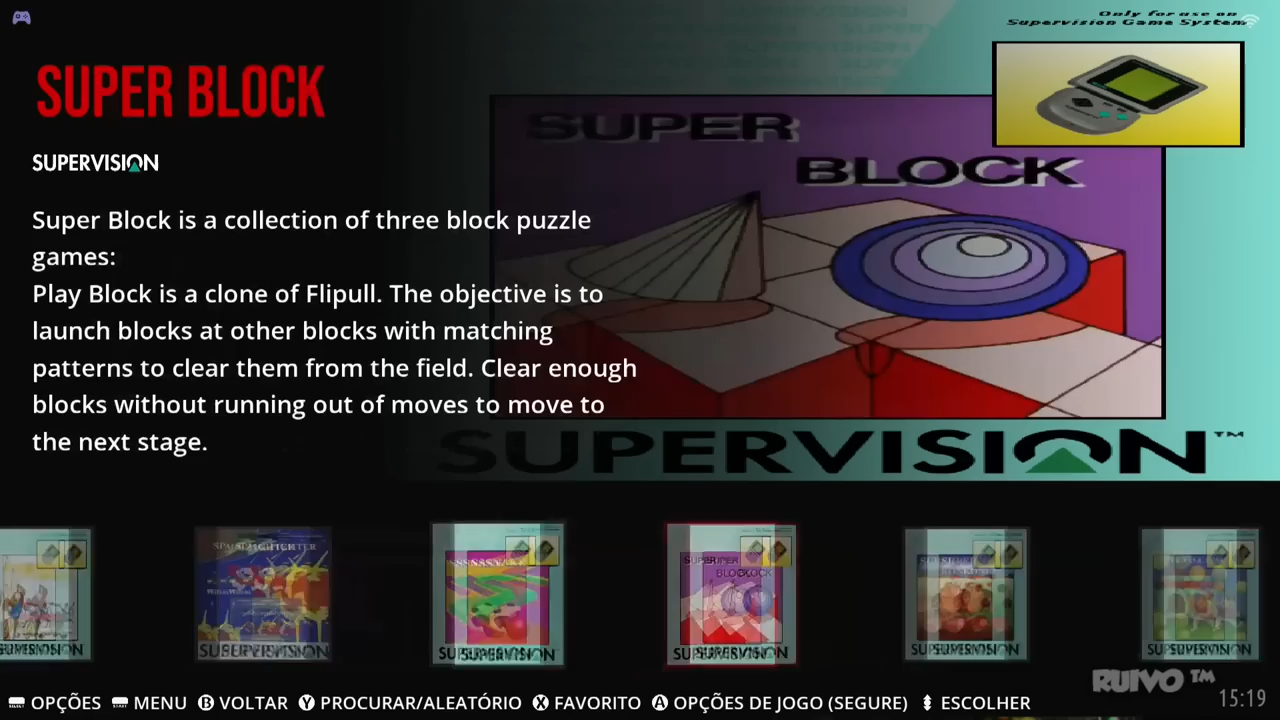 Only for use on
Supervision Game System
SUPER BLOCK
SUPER
BLOCK
SUPERVISION
Super Block is a collection of three block puzzle
games:
Play Block is a clone of Flipull. The objective is to
launch blocks at other blocks with matching
patterns to clear them from the field. Clear enough
blocks without running out of moves to move to
the next stage.
SUPERVISION™
RUIVO ™
OPÇÕES MENU B VOLTAR Y PROCURAR/ALEATÓRIO X FAVORITO A OPÇÕES DE JOGO (SEGURE) ESCOLHER
15:19